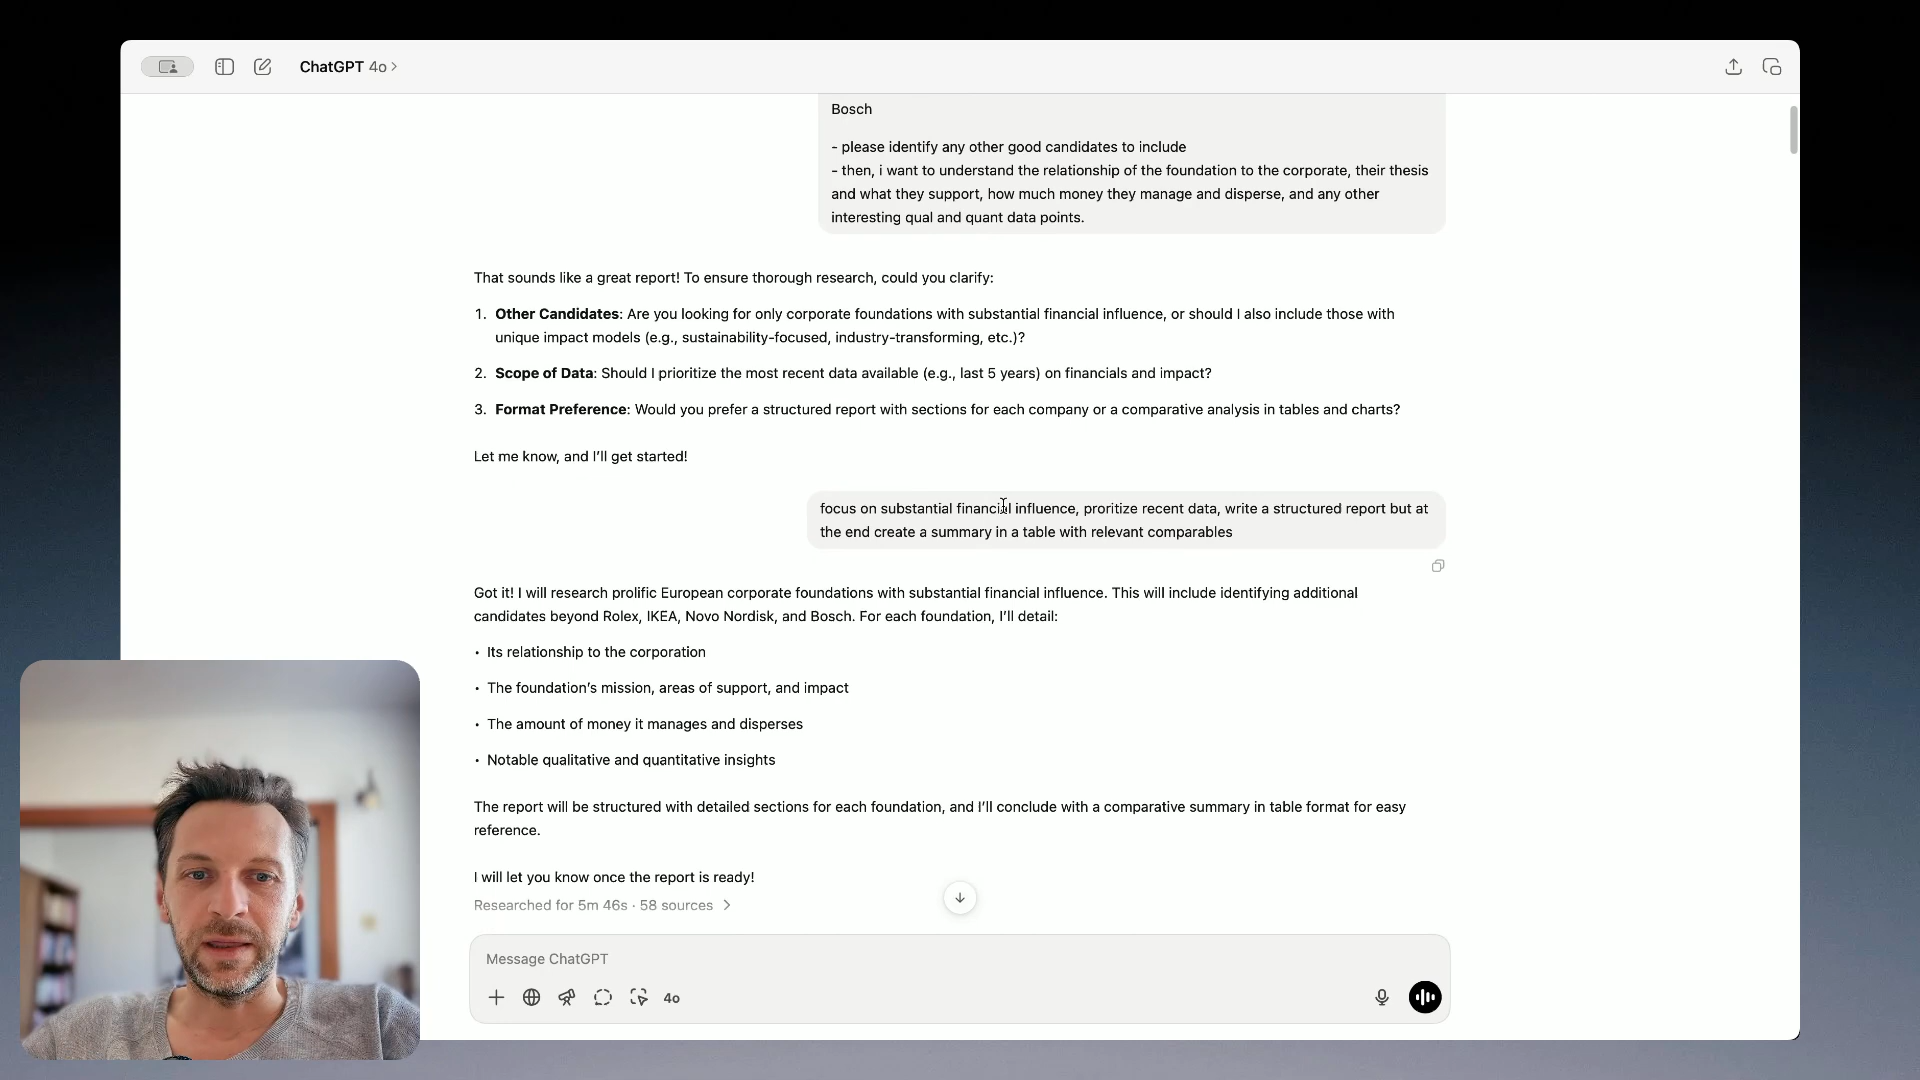 ChatGPT 4o >
Bosch
- please identify any other good candidates to include
- then, i want to understand the relationship of the foundation to the corporate, their thesis
and what they support, how much money they manage and disperse, and any other
interesting qual and quant data points.
That sounds like a great report! To ensure thorough research, could you clarify:
1. Other Candidates: Are you looking for only corporate foundations with substantial financial influence, or should I also include those with
unique impact models (e.g., sustainability-focused, industry-transforming, etc.)?
2. Scope of Data: Should I prioritize the most recent data available (e.g., last 5 years) on financials and impact?
3. Format Preference: Would you prefer a structured report with sections for each company or a comparative analysis in tables and charts?
Let me know, and I'll get started!
focus on substantial financial influence, proritize recent data, write a structured report but at
the end create a summary in a table with relevant comparables
Got it! I will research prolific European corporate foundations with substantial financial influence. This will include identifying additional
candidates beyond Rolex, IKEA, Novo Nordisk, and Bosch. For each foundation, I'll detail:
• Its relationship to the corporation
• The foundation's mission, areas of support, and impact
• The amount of money it manages and disperses
• Notable qualitative and quantitative insights
The report will be structured with detailed sections for each foundation, and I'll conclude with a comparative summary in table format for easy
reference.
I will let you know once the report is ready!
Researched for 5m 46s · 58 sources >
Message ChatGPT
4o